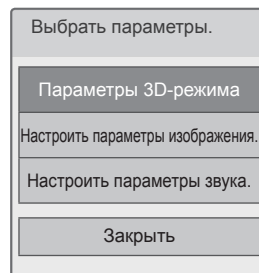 Выбрать параметры.
Параметры 3D-режима
Настроить параметры изображения.
Настроить параметры звука.
Закрыть